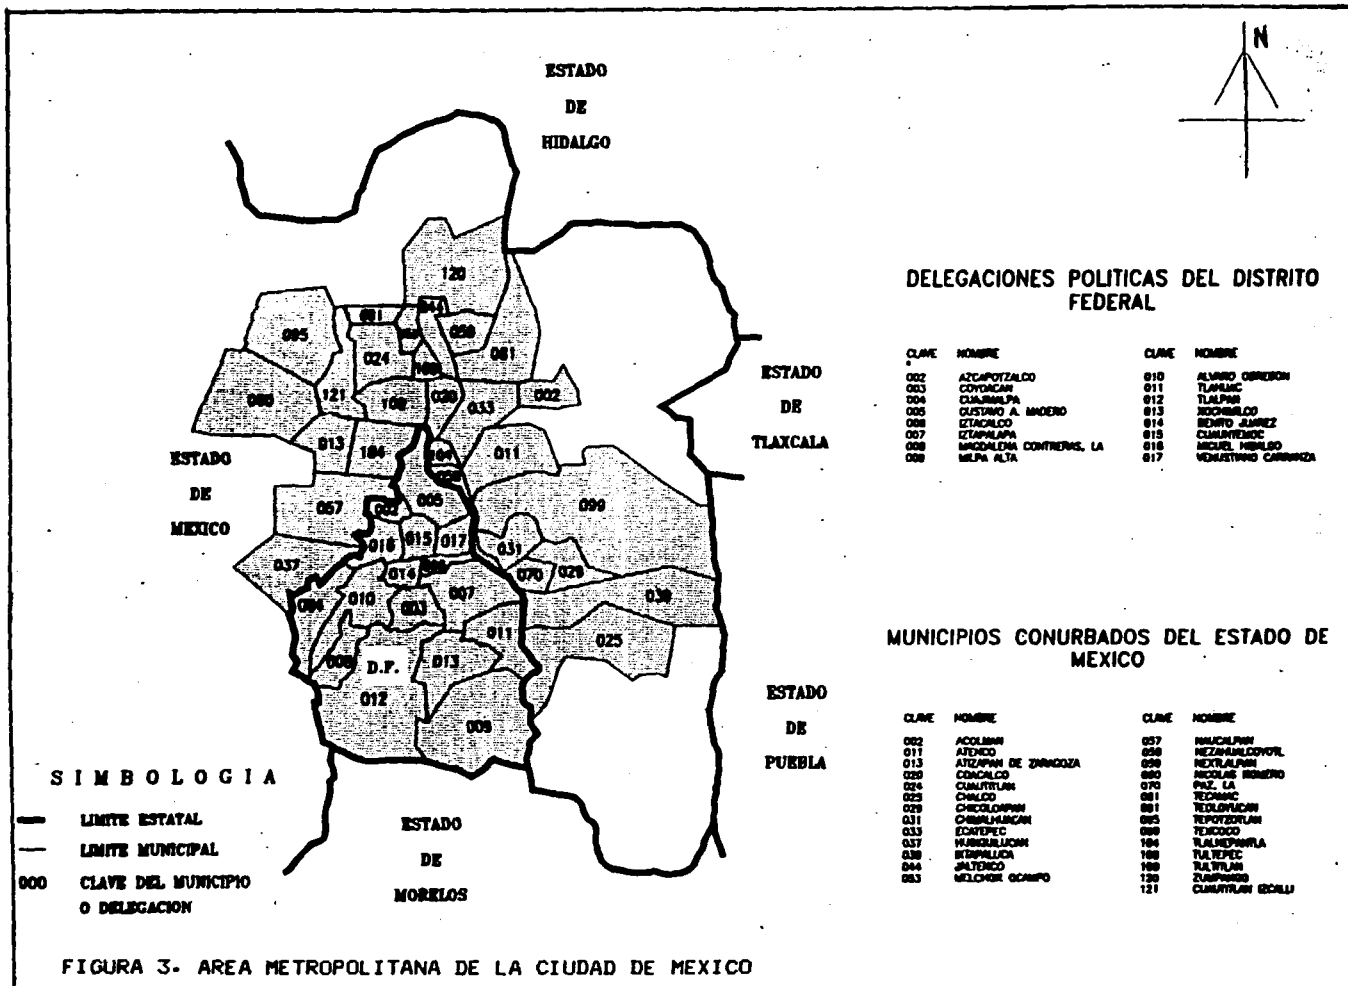 N
ESTADO
DE
HIDALGO
DELEGACIONES POLITICAS DEL DISTRITO
FEDERAL
CLAVE NOMBRE CLAVE NOMBRE
002 AZCAPOTZALCO 010 ALVARO OBREGON
003 COYOACAN 011 TLAHUAC
004 CUAJIMALPA 012 TLALPAN
005 GUSTAVO A. MADERO 013 XOCHIMILCO
006 IZTACALCO 014 BENITO JUAREZ
007 IZTAPALAPA 015 CUAUHTEMOC
008 MAGDALENA CONTRERAS, LA 016 MIGUEL HIDALGO
009 MILPA ALTA 017 VENUSTIANO CARRANZA
ESTADO
DE
TLAXCALA
ESTADO
DE
MEXICO
120
044
081
059
095
024
081
108
121
109
020
033
002
060
013
104
104
011
057
002
005
099
016
015
017
031
037
014
070
029
010
003
007
039
004
011
025
008
D.F.
013
012
009
MUNICIPIOS CONURBADOS DEL ESTADO DE
MEXICO
CLAVE NOMBRE CLAVE NOMBRE
002 ACOLMAN 057 NAUCALPAN
011 ATENCO 058 NEZAHUALCOYOTL
013 ATIZAPAN DE ZARAGOZA 059 NEXTLALPAN
020 COACALCO 060 NICOLAS ROMERO
024 CUAUTITLAN 070 PAZ, LA
025 CHALCO 081 TECAMAC
029 CHICOLOAPAN TEOLOYUCAN
031 CHIMALHUACAN 095 TEPOTZOTLAN
033 ECATEPEC 099 TEXCOCO
037 HUIXQUILUCAN 104 TLALNEPANTLA
039 IXTAPALUCA 108 TULTEPEC
044 JALTENCO 109 TULTITLAN
053 MELCHOR OCAMPO 120 ZUMPANGO
121 CUAUTITLAN IZCALLI
ESTADO
DE
PUEBLA
ESTADO
DE
MORELOS
SIMBOLOGIA
LIMITE ESTATAL
LIMITE MUNICIPAL
000 CLAVE DEL MUNICIPIO
O DELEGACION
FIGURA 3. AREA METROPOLITANA DE LA CIUDAD DE MEXICO